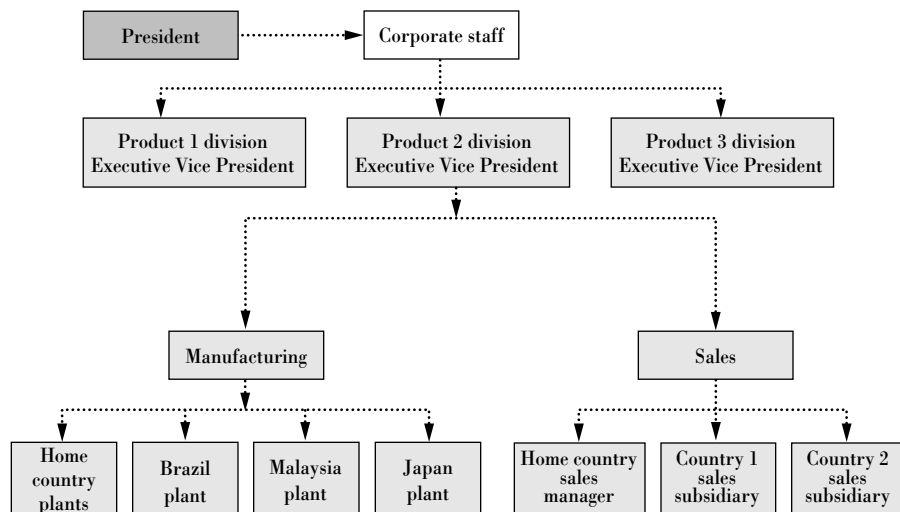 President
Corporate staff
Product 1 division
Executive Vice President
Product 2 division
Executive Vice President
Product 3 division
Executive Vice President
Manufacturing
Sales
Home
country
plants
Brazil
plant
Malaysia
plant
Japan
plant
Home country
sales
manager
Country 1
sales
subsidiary
Country 2
sales
subsidiary